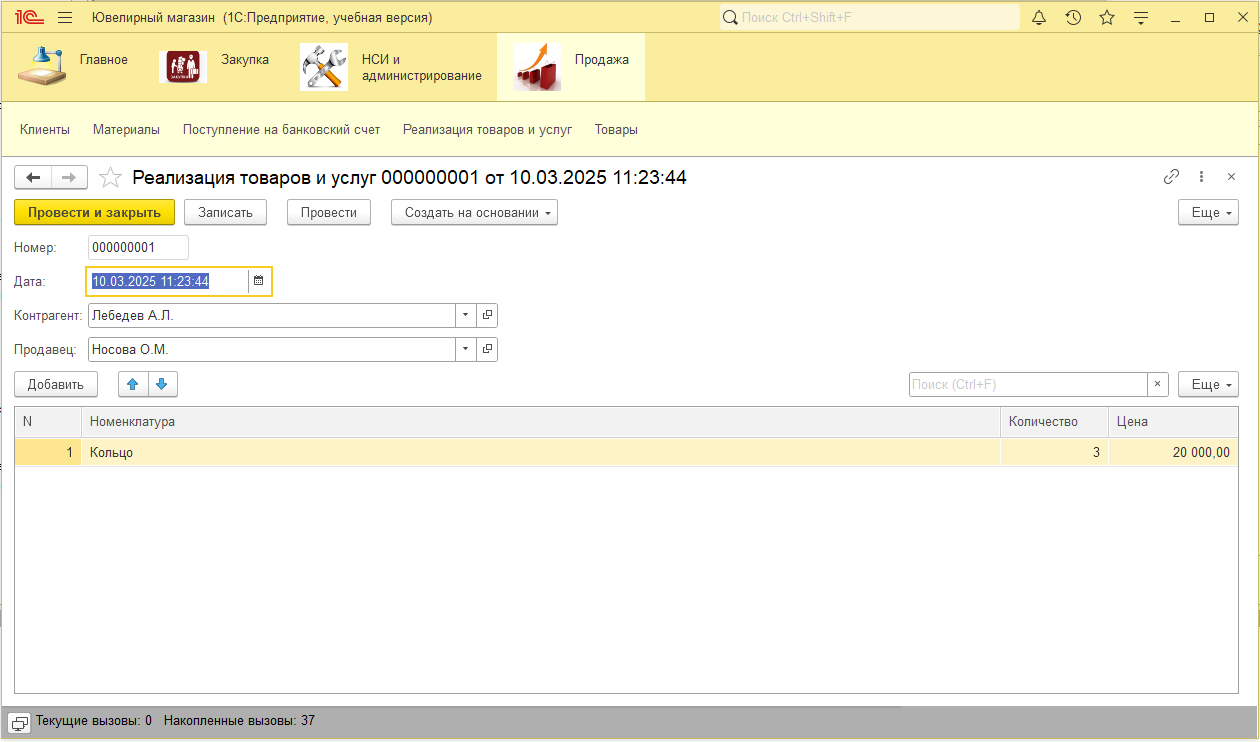 1С Ювелирный магазин (1С:Предприятие, учебная версия) Поиск Ctrl+Shift+F
Главное Закупка НСИ и администрирование Продажа
Клиенты Материалы Поступление на банковский счет Реализация товаров и услуг Товары
Реализация товаров и услуг 000000001 от 10.03.2025 11:23:44
Провести и закрыть Записать Провести Создать на основании Еще
Номер: 000000001
Дата: 10.03.2025 11:23:44
Контрагент: Лебедев А.Л.
Продавец: Носова О.М.
Добавить Поиск (Ctrl+F) × Еще
N Номенклатура Количество Цена
1 Кольцо 3 20 000,00
Текущие вызовы: 0 Накопленные вызовы: 37